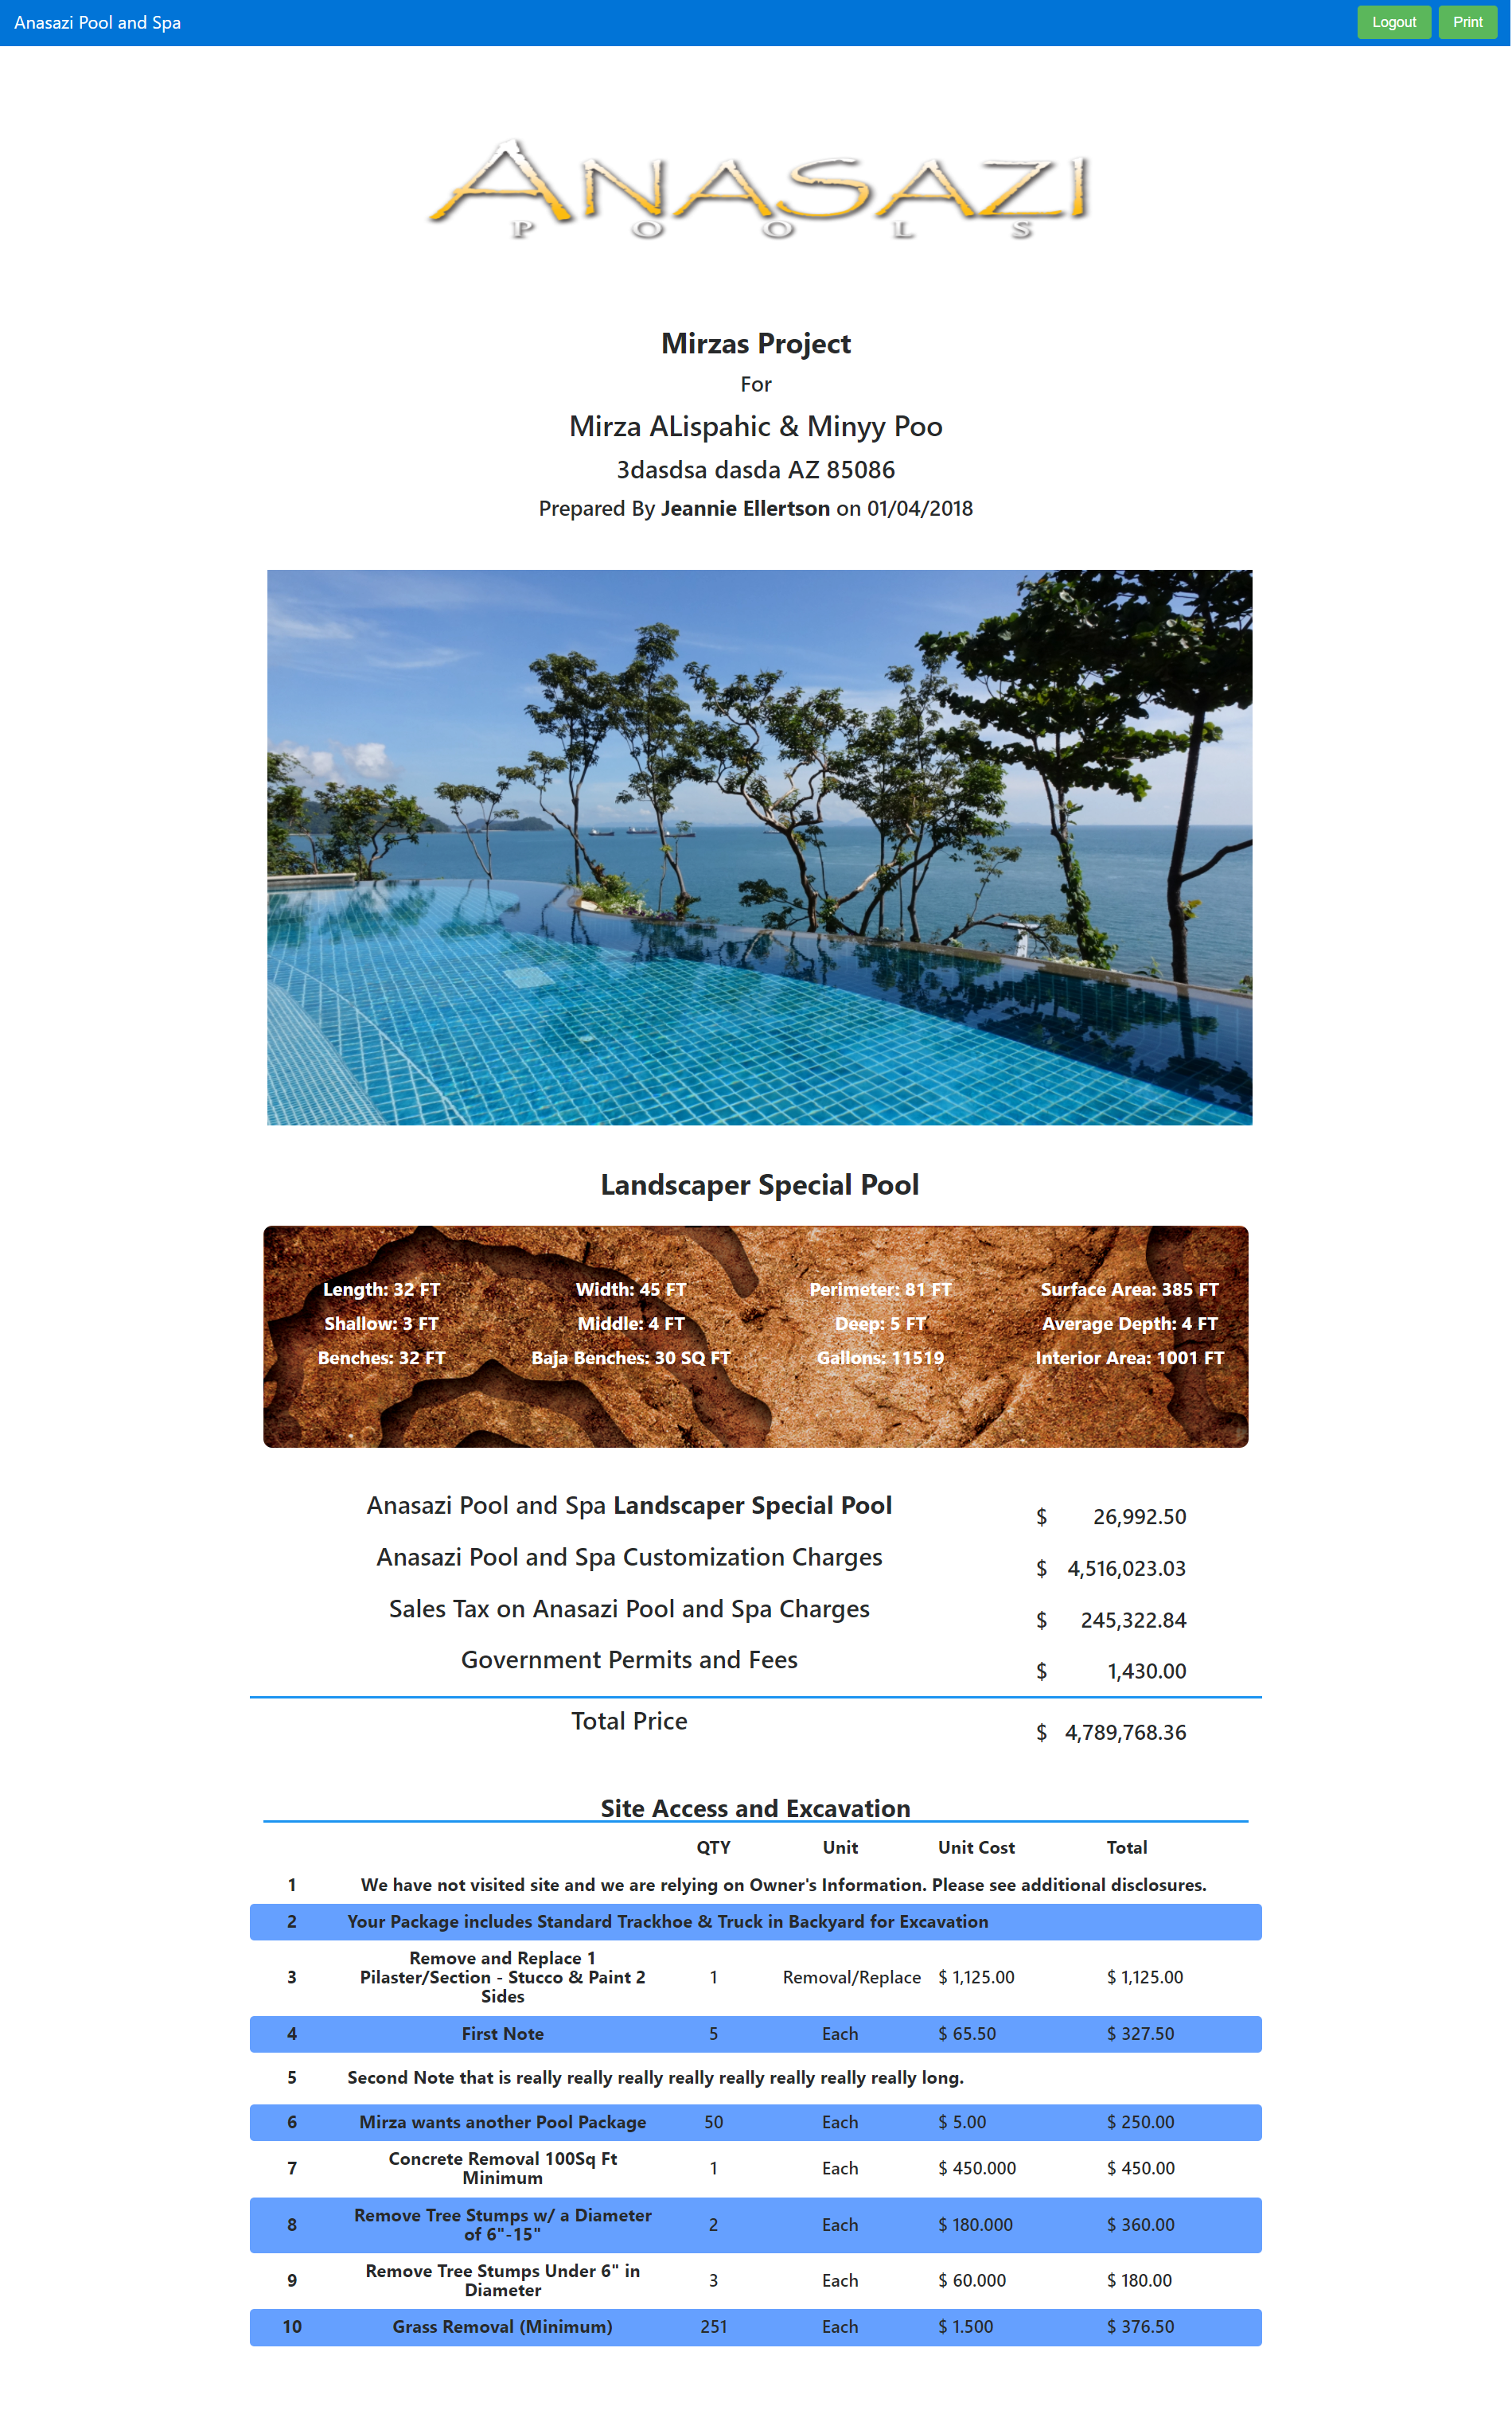 Anasazi Pool and Spa Logout Print
ANASAZI
POOLS
Mirzas Project
For
Mirza ALispahic & Minyy Poo
3dasdsa dasda AZ 85086
Prepared By Jeannie Ellertson on 01/04/2018
Landscaper Special Pool
Length: 32 FT Width: 45 FT Perimeter: 81 FT Surface Area: 385 FT
Shallow: 3 FT Middle: 4 FT Deep: 5 FT Average Depth: 4 FT
Benches: 32 FT Baja Benches: 30 SQ FT Gallons: 11519 Interior Area: 1001 FT
Anasazi Pool and Spa Landscaper Special Pool $ 26,992.50
Anasazi Pool and Spa Customization Charges $ 4,516,023.03
Sales Tax on Anasazi Pool and Spa Charges $ 245,322.84
Government Permits and Fees $ 1,430.00
Total Price $ 4,789,768.36
Site Access and Excavation
QTY Unit Unit Cost Total
1 We have not visited site and we are relying on Owner's Information. Please see additional disclosures.
2 Your Package includes Standard Trackhoe & Truck in Backyard for Excavation
Remove and Replace 1
3 Pilaster/Section - Stucco & Paint 2 1 Removal/Replace $ 1,125.00 $ 1,125.00
Sides
4 First Note 5 Each $ 65.50 $ 327.50
5 Second Note that is really really really really really really really really long.
6 Mirza wants another Pool Package 50 Each $ 5.00 $ 250.00
7 Concrete Removal 100Sq Ft 1 Each $ 450.000 $ 450.00
Minimum
8 Remove Tree Stumps w/ a Diameter 2 Each $ 180.000 $ 360.00
of 6"-15"
9 Remove Tree Stumps Under 6" in 3 Each $ 60.000 $ 180.00
Diameter
10 Grass Removal (Minimum) 251 Each $ 1.500 $ 376.50